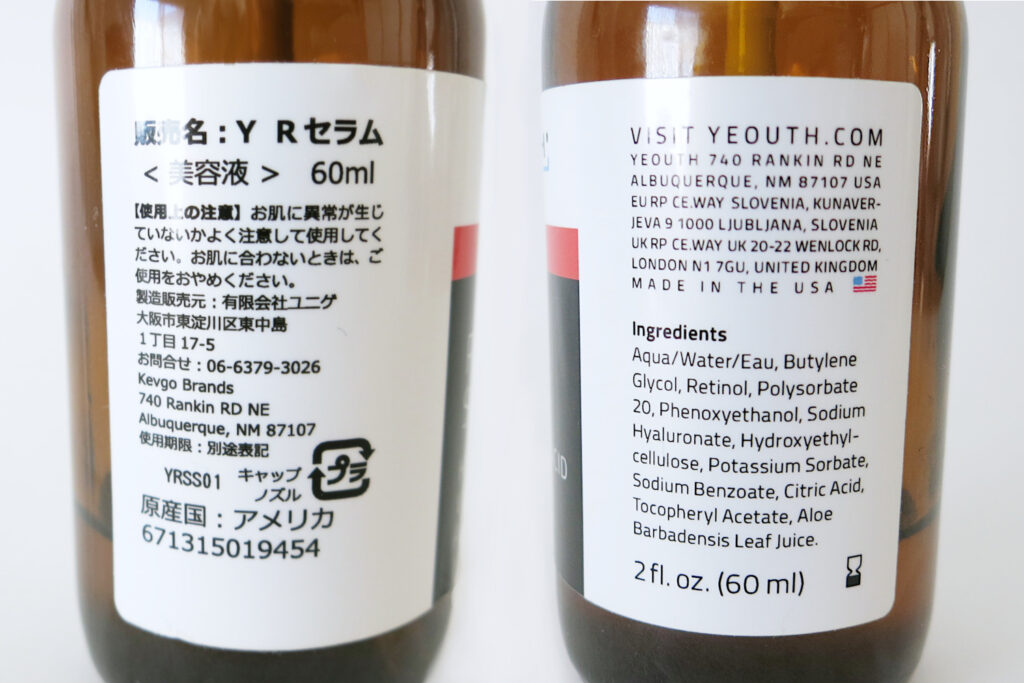 販売名：Y Rセラム
＜ 美容液 ＞ 60ml
【使用上の注意】お肌に異常が生じ
ていないかよく注意して使用してく
ださい。お肌に合わないときは、ご
使用をおやめください。
製造販売元：有限会社ユニゲ
大阪市東淀川区東中島
１丁目 17-5
お問合せ：06-6379-3026
Kevgo Brands
740 Rankin RD NE
Albuquerque, NM 87107
使用期限：別途表記
YRSS01 キャップ
ノズル
プラ
原産国：アメリカ
671315019454
VISIT YEOUTH.COM
YEOUTH 740 RANKIN RD NE
ALBUQUERQUE, NM 87107 USA
EU RP CE.WAY SLOVENIA, KUNAVER-
JEVA 9 1000 LJUBLJANA, SLOVENIA
UK RP CE.WAY UK 20-22 WENLOCK RD,
LONDON N1 7GU, UNITED KINGDOM
MADE IN THE USA
Ingredients
Aqua/Water/Eau, Butylene
Glycol, Retinol, Polysorbate
20, Phenoxyethanol, Sodium
Hyaluronate, Hydroxyethyl-
cellulose, Potassium Sorbate,
Sodium Benzoate, Citric Acid,
Tocopheryl Acetate, Aloe
Barbadensis Leaf Juice.
2 fl. oz. (60 ml)